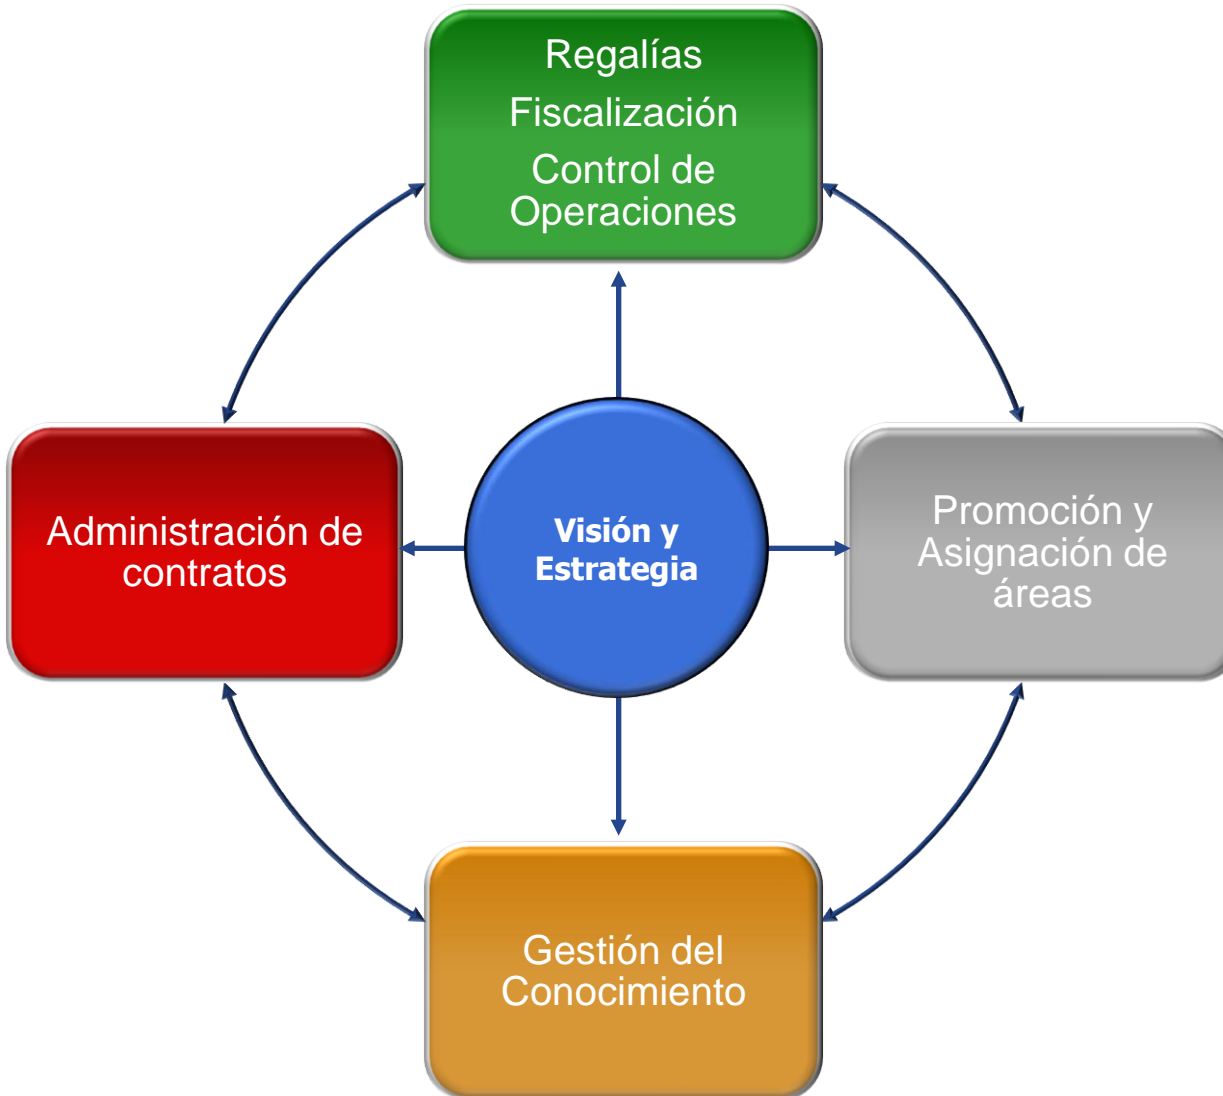 Regalías
Fiscalización
Control de
Operaciones
Administración de
contratos
Visión y
Estrategia
Promoción y
Asignación de
áreas
Gestión del
Conocimiento